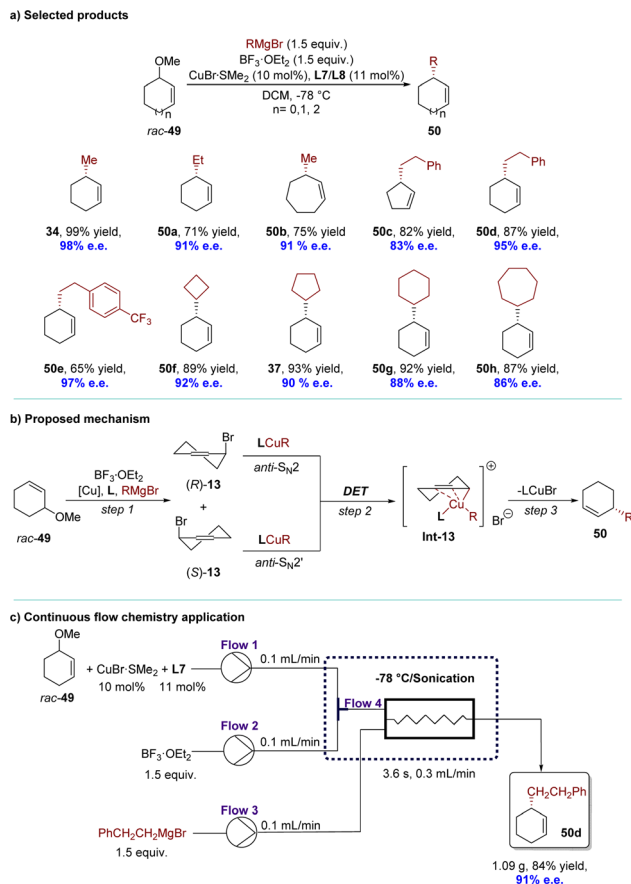 a) Selected products
RMgBr (1.5 equiv.)
BF3·OEt2 (1.5 equiv.)
CuBr·SMe2 (10 mol%), L7/L8 (11 mol%)
DCM, -78 °C
n= 0,1, 2
OMe
n
rac-49
R
n
50
Me
Et
Me
Ph
Ph
34, 99% yield,
98% e.e.
50a, 71% yield,
91% e.e.
50b, 75% yield
91 % e.e.
50c, 82% yield,
83% e.e.
50d, 87% yield,
95% e.e.
CF3
50e, 65% yield,
97% e.e.
50f, 89% yield,
92% e.e.
37, 93% yield,
90 % e.e.
50g, 92% yield,
88% e.e.
50h, 87% yield,
86% e.e.
b) Proposed mechanism
OMe
rac-49
BF3·OEt2
[Cu], L, RMgBr
step 1
Br
(R)-13
+
Br
(S)-13
LCuR
anti-SN2
LCuR
anti-SN2'
DET
step 2
Cu
L
R
+
Br−
Int-13
-LCuBr
step 3
R
50
c) Continuous flow chemistry application
OMe
rac-49
+ CuBr·SMe2 + L7
10 mol% 11 mol%
Flow 1
0.1 mL/min
-78 °C/Sonication
Flow 4
BF3·OEt2
1.5 equiv.
Flow 2
0.1 mL/min
3.6 s, 0.3 mL/min
PhCH2CH2MgBr
1.5 equiv.
Flow 3
0.1 mL/min
CH2CH2Ph
50d
1.09 g, 84% yield,
91% e.e.